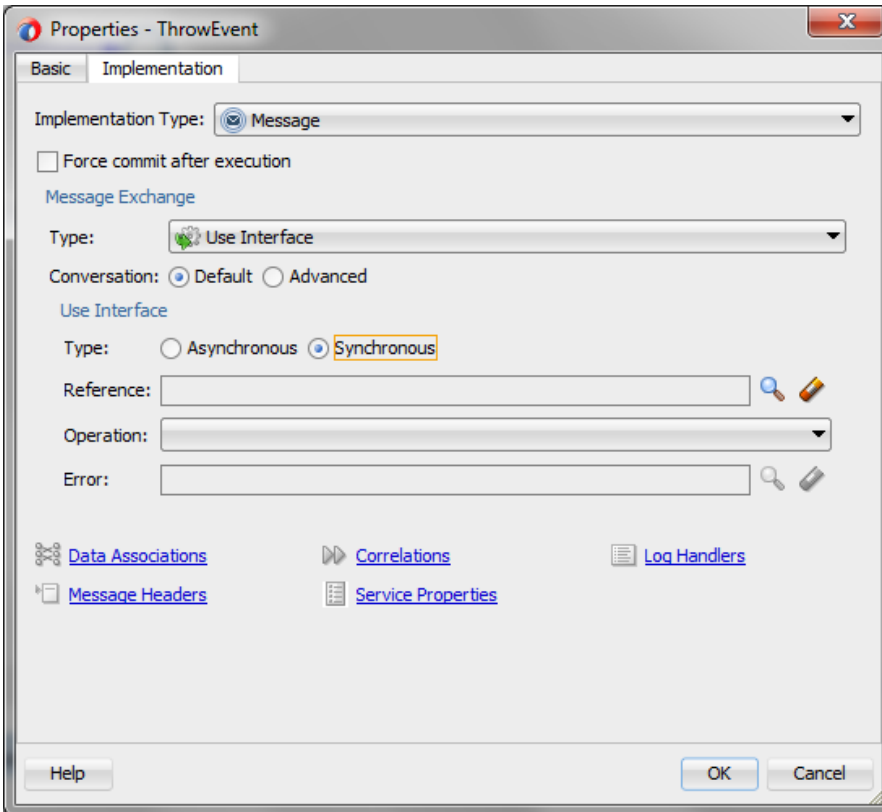 Properties - ThrowEvent
Basic Implementation
Implementation Type: Message
Force commit after execution
Message Exchange
Type: Use Interface
Conversation: Default Advanced
Use Interface
Type: Asynchronous Synchronous
Reference:
Operation:
Error:
Data Associations Correlations Log Handlers
Message Headers Service Properties
Help OK Cancel